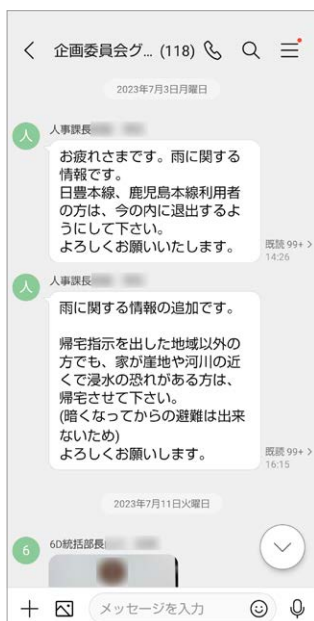 企画委員会グ... (118)
2023年7月3日月曜日
人
人事課長
お疲れさまです。雨に関する
情報です。
日豊本線、鹿児島本線利用者
の方は、今の内に退出するよ
うにして下さい。
よろしくお願いいたします。
既読 99+ >
14:26
人
人事課長
雨に関する情報の追加です。
帰宅指示を出した地域以外の
方でも、家が崖地や河川の近
くで浸水の恐れがある方は、
帰宅させて下さい。
(暗くなってからの避難は出来
ないため)
よろしくお願いします。
既読 99+ >
16:15
2023年7月11日火曜日
6
6D統括部長
メッセージを入力